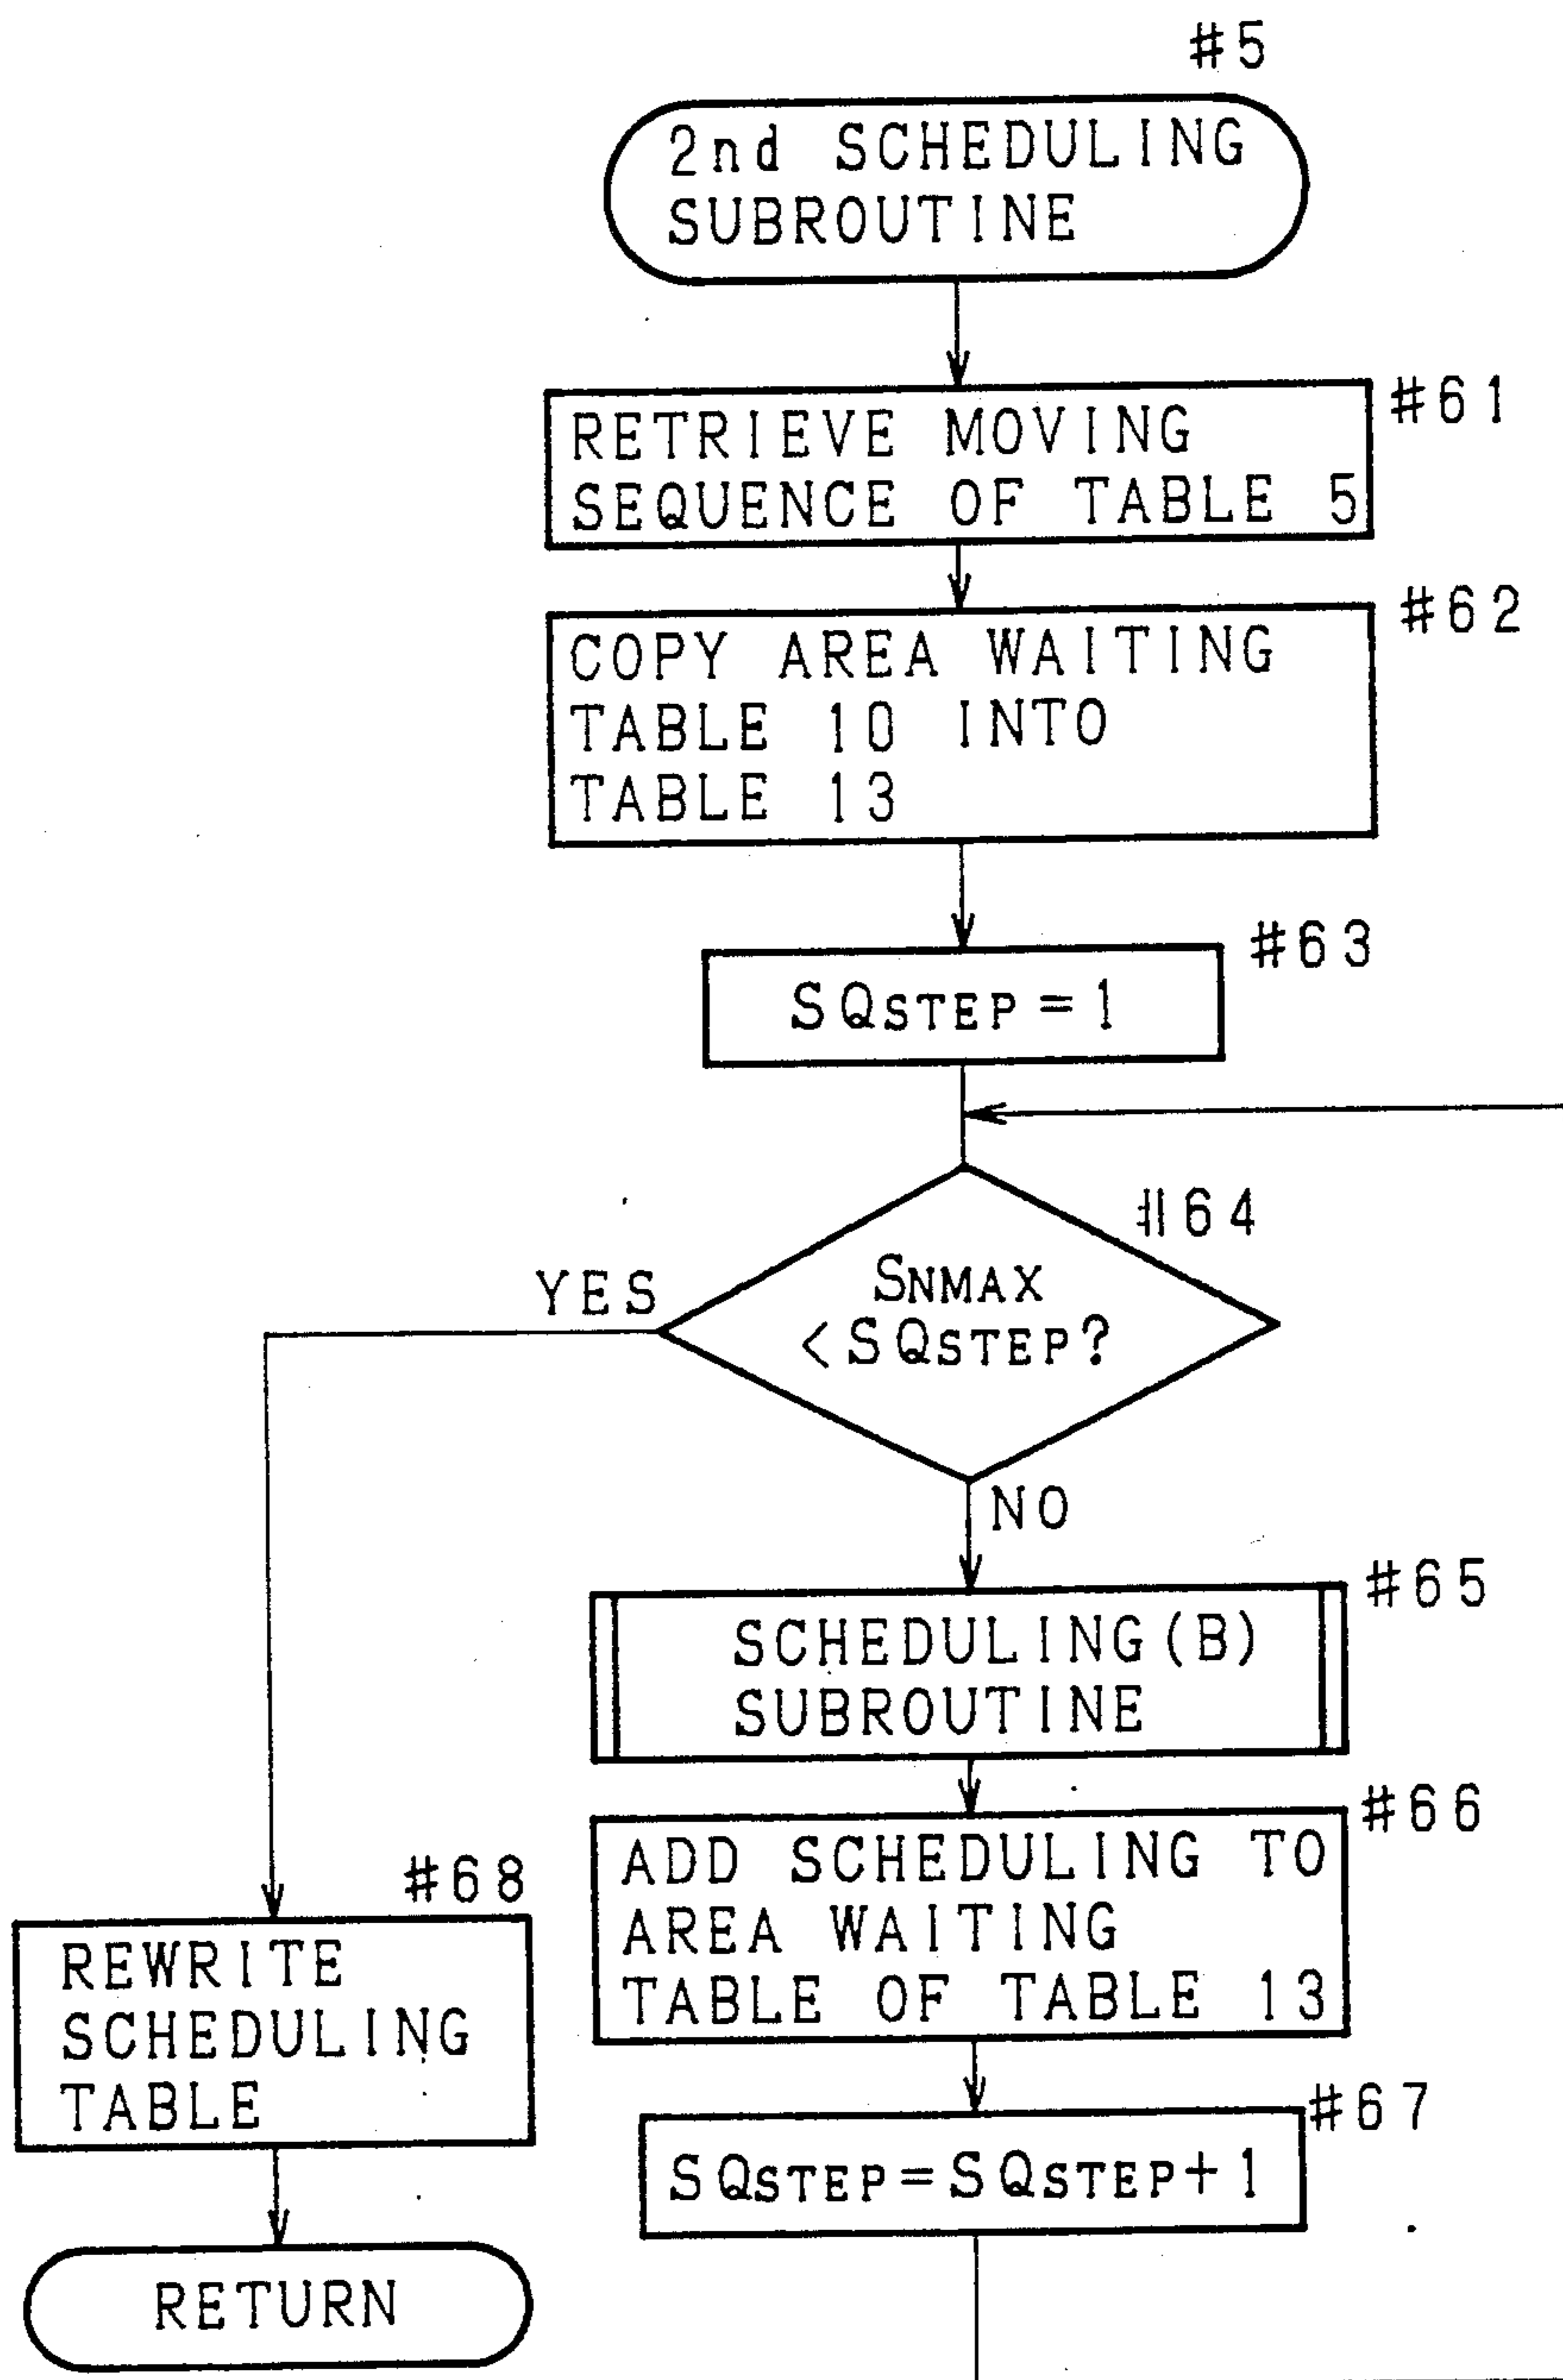 #5
2nd SCHEDULING
SUBROUTINE
#61
RETRIEVE MOVING
SEQUENCE OF TABLE 5
#62
COPY AREA WAITING
TABLE 10 INTO
TABLE 13
#63
SQSTEP=1
#64
YES
SNMAX
<SQSTEP?
NO
#65
SCHEDULING(B)
SUBROUTINE
#66
ADD SCHEDULING TO
AREA WAITING
TABLE OF TABLE 13
#68
REWRITE
SCHEDULING
TABLE
#67
SQSTEP=SQSTEP+1
RETURN